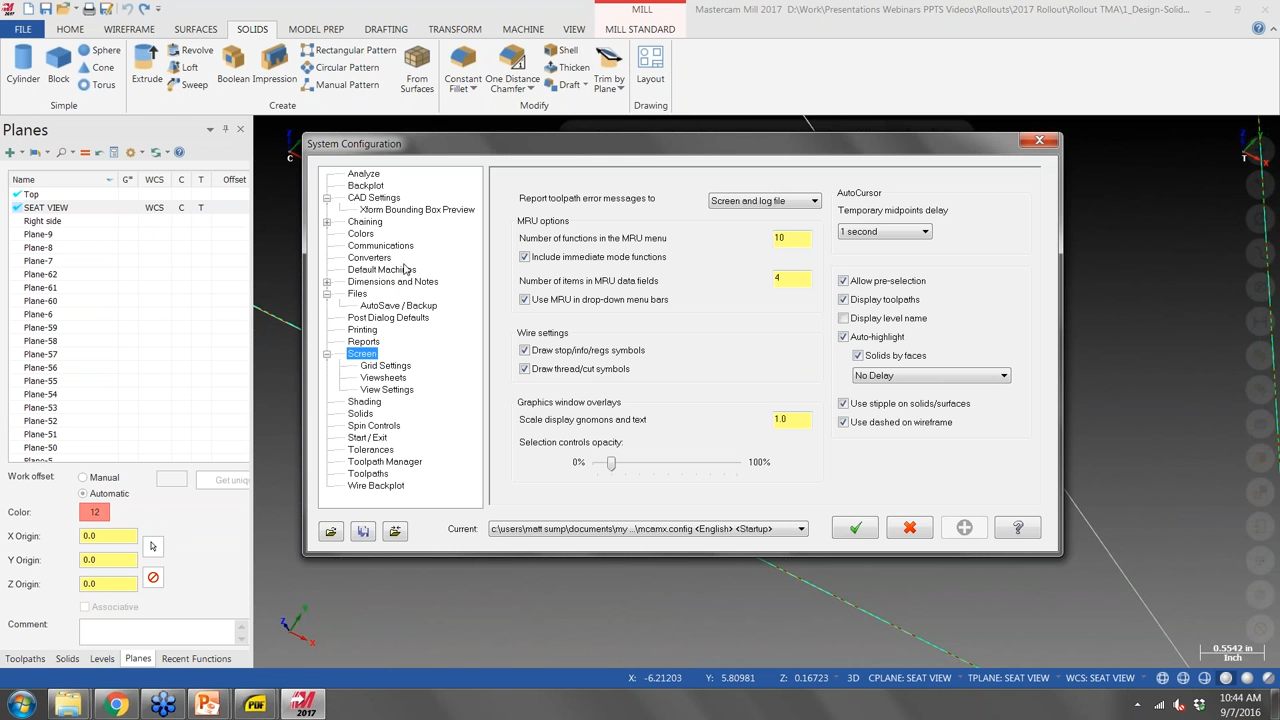 MILL
Mastercam Mill 2017 D:\Work\Presentations Webinars PPTS Videos\Rollouts\2017 Rollout\Rollout TMA\1_Design-Solid...
FILE HOME WIREFRAME SURFACES SOLIDS MODEL PREP DRAFTING TRANSFORM MACHINE VIEW MILL STANDARD
Cylinder Block Sphere Cone Torus
Simple
Extrude Revolve Loft Sweep Boolean Impression Rectangular Pattern Circular Pattern Manual Pattern From Surfaces
Create
Constant Fillet One Distance Chamfer Shell Thicken Draft Trim by Plane
Modify
Layout
Drawing
Planes
Name G* WCS C T Offset
Top
SEAT VIEW WCS C T
Right side
Plane-9
Plane-8
Plane-7
Plane-62
Plane-61
Plane-60
Plane-6
Plane-59
Plane-58
Plane-57
Plane-56
Plane-55
Plane-54
Plane-53
Plane-52
Plane-51
Plane-50
Work offset: Manual Get uniq
Automatic
Color: 12
X Origin: 0.0
Y Origin: 0.0
Z Origin: 0.0
Associative
Comment:
Toolpaths Solids Levels Planes Recent Functions
C
T
System Configuration
Analyze
Backplot
CAD Settings
Xform Bounding Box Preview
Chaining
Colors
Communications
Converters
Default Machines
Dimensions and Notes
Files
AutoSave / Backup
Post Dialog Defaults
Printing
Reports
Screen
Grid Settings
Viewsheets
View Settings
Shading
Solids
Spin Controls
Start / Exit
Tolerances
Toolpath Manager
Toolpaths
Wire Backplot
Report toolpath error messages to Screen and log file
MRU options
Number of functions in the MRU menu 10
Include immediate mode functions
Number of items in MRU data fields 4
Use MRU in drop-down menu bars
Wire settings
Draw stop/info/regs symbols
Draw thread/cut symbols
Graphics window overlays
Scale display gnomons and text 1.0
Selection controls opacity:
0% 100%
AutoCursor
Temporary midpoints delay
1 second
Allow pre-selection
Display toolpaths
Display level name
Auto-highlight
Solids by faces
No Delay
Use stipple on solids/surfaces
Use dashed on wireframe
Current: c:\users\matt sump\documents\my ...\mcamx.config <English> <Startup>
Z Y X
0.5542 in
Inch
X: -6.21203 Y: 5.80981 Z: 0.16723 3D CPLANE: SEAT VIEW TPLANE: SEAT VIEW WCS: SEAT VIEW
PDF
2017
10:44 AM
9/7/2016